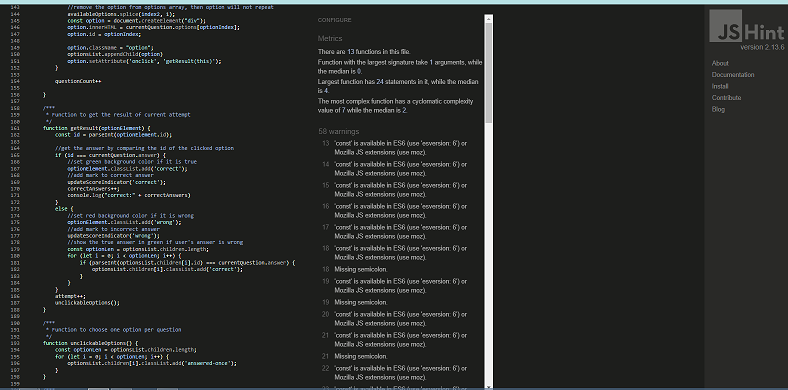 143 //remove the option from options array, then option will not repeat
144 availableOptions.splice(index2, 1);
145 const option = document.createElement("div");
146 option.innerHTML = currentQuestion.options[optionIndex];
147 option.id = optionIndex;
148
149 option.className = "option";
150 optionsList.appendChild(option)
151 option.setAttribute('onclick', 'getResult(this)');
152 }
153
154 questionCount++
155
156 }
157
158 /***
159 * Function to get the result of current attempt
160 */
161 function getResult(optionElement) {
162 const id = parseInt(optionElement.id);
163
164 //get the answer by comparing the id of the clicked option
165 if (id === currentQuestion.answer) {
166 //set green background color if it is true
167 optionElement.classList.add('correct');
168 //add mark to correct answer
169 updateScoreIndicator('correct');
170 correctAnswers++;
171 console.log("correct:" + correctAnswers)
172 }
173 else {
174 //set red background color if it is wrong
175 optionElement.classList.add('wrong');
176 //add mark to incorrect answer
177 updateScoreIndicator('wrong');
178 //show the true answer in green if user's answer is wrong
179 const optionLen = optionsList.children.length;
180 for (let i = 0; i < optionLen; i++) {
181 if (parseInt(optionsList.children[i].id) === currentQuestion.answer) {
182 optionsList.children[i].classList.add('correct');
183 }
184 }
185 }
186 attempt++;
187 unclickableOptions();
188 }
189
190 /***
191 * Function to choose one option per question
192 */
193 function unclickableOptions() {
194 const optionLen = optionsList.children.length;
195 for (let i = 0; i < optionLen; i++) {
196 optionsList.children[i].classList.add("answered-once");
197 }
198 }
199
CONFIGURE
Metrics
There are 13 functions in this file.
Function with the largest signature take 1 arguments, while
the median is 0.
Largest function has 24 statements in it, while the median
is 4.
The most complex function has a cyclomatic complexity
value of 7 while the median is 2.
58 warnings
13 'const' is available in ES6 (use 'esversion: 6') or
Mozilla JS extensions (use moz).
14 'const' is available in ES6 (use 'esversion: 6') or
Mozilla JS extensions (use moz).
15 'const' is available in ES6 (use 'esversion: 6') or
Mozilla JS extensions (use moz).
16 'const' is available in ES6 (use 'esversion: 6') or
Mozilla JS extensions (use moz).
17 'const' is available in ES6 (use 'esversion: 6') or
Mozilla JS extensions (use moz).
18 'const' is available in ES6 (use 'esversion: 6') or
Mozilla JS extensions (use moz).
18 Missing semicolon.
19 'const' is available in ES6 (use 'esversion: 6') or
Mozilla JS extensions (use moz).
19 Missing semicolon.
20 'const' is available in ES6 (use 'esversion: 6') or
Mozilla JS extensions (use moz).
21 'const' is available in ES6 (use 'esversion: 6') or
Mozilla JS extensions (use moz).
21 Missing semicolon.
22 'const' is available in ES6 (use 'esversion: 6') or
Mozilla JS extensions (use moz).
JSHint
version 2.13.6
About
Documentation
Install
Contribute
Blog